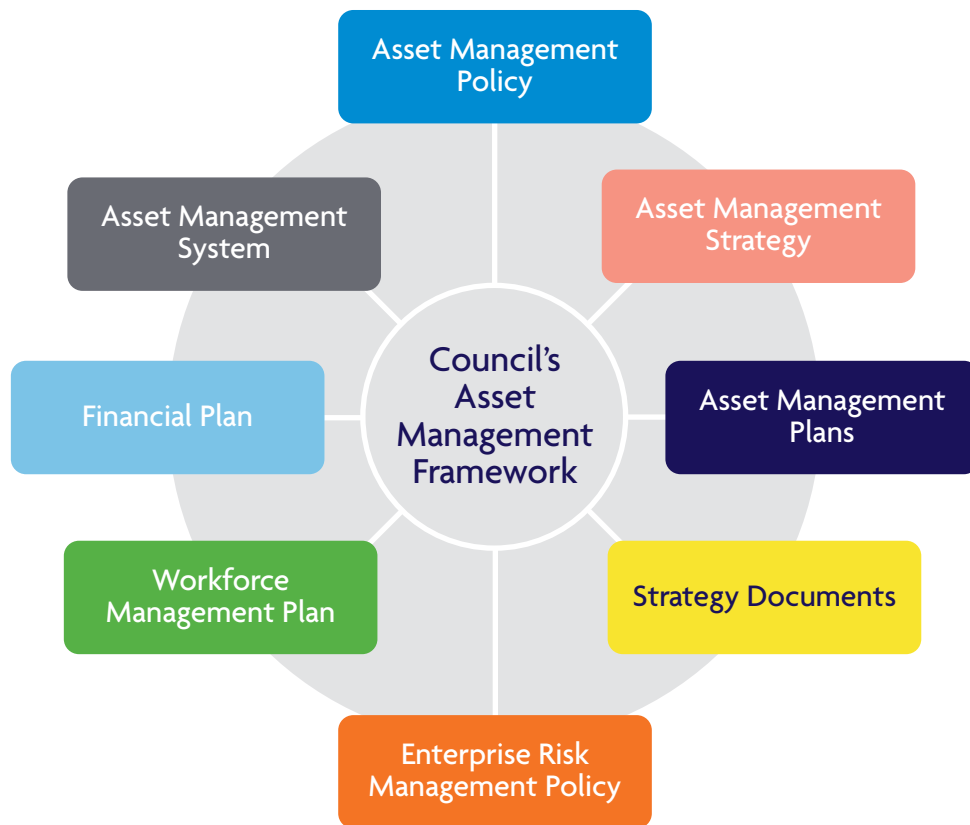 Asset Management
Policy
Asset Management
System
Asset Management
Strategy
Financial Plan
Council’s
Asset
Management
Framework
Asset Management
Plans
Workforce
Management Plan
Strategy Documents
Enterprise Risk
Management Policy